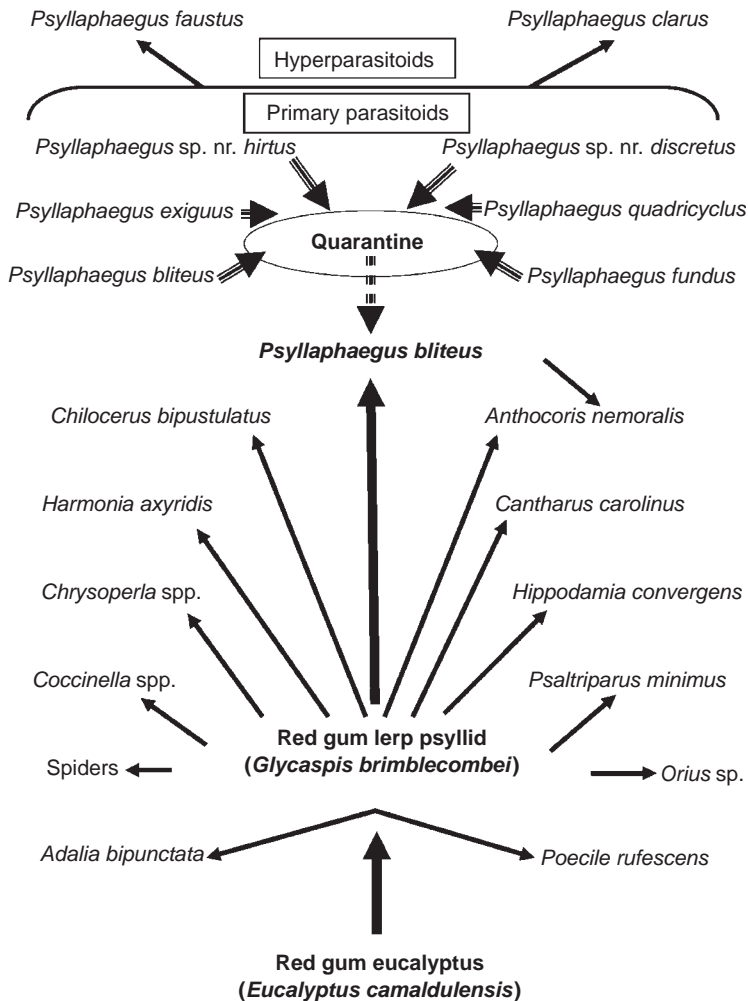 Psyllaphaegus faustus
Psyllaphaegus clarus
Hyperparasitoids
Primary parasitoids
Psyllaphaegus sp. nr. hirtus
Psyllaphaegus sp. nr. discretus
Psyllaphaegus exiguus
Psyllaphaegus quadricyclus
Quarantine
Psyllaphaegus bliteus
Psyllaphaegus fundus
Psyllaphaegus bliteus
Chilocerus bipustulatus
Anthocoris nemoralis
Harmonia axyridis
Cantharus carolinus
Chrysoperla spp.
Hippodamia convergens
Coccinella spp.
Psaltriparus minimus
Red gum lerp psyllid
(Glycaspis brimblecombei)
Spiders
Orius sp.
Adalia bipunctata
Poecile rufescens
Red gum eucalyptus
(Eucalyptus camaldulensis)